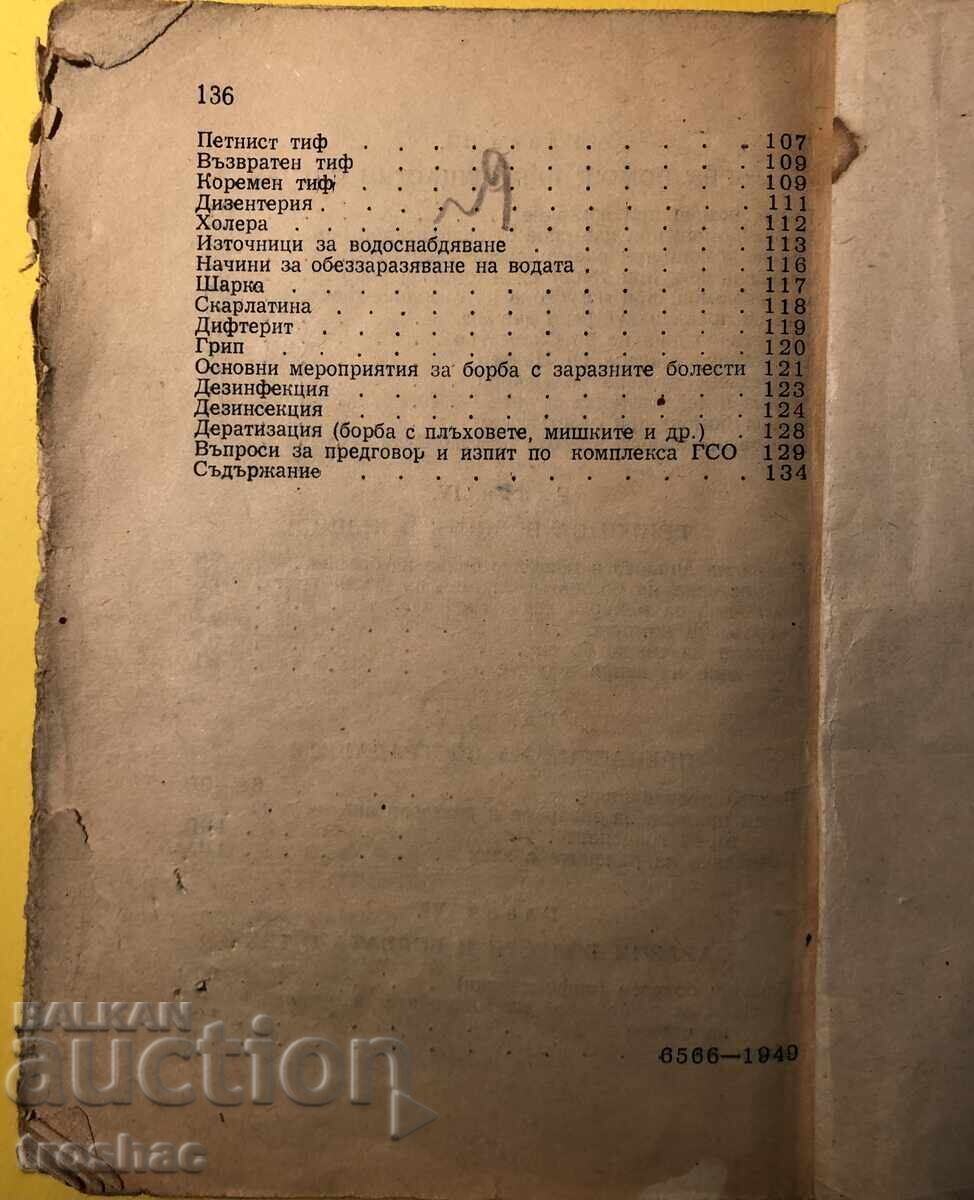 136
Петнист тиф . . . . . . . . . . . 107
Възвратен тиф . . . . . . . . . . 109
Коремен тиф . . . . . . . . . . . 109
Дизентерия . . . . . . . . . . . . 111
Холера . . . . . . . . . . . . . 112
Източници за водоснабдяване . . . . . 113
Начини за обеззаразяване на водата . . . . 116
Шарка . . . . . . . . . . . . . 117
Скарлатина . . . . . . . . . . . . 118
Дифтерит . . . . . . . . . . . . 119
Грип . . . . . . . . . . . . . 120
Основни мероприятия за борба с заразните болести 121
Дезинфекция . . . . . . . . . . . 123
Дезинсекция . . . . . . . . . . . 124
Дератизация (борба с плъховете, мишките и др.) . 128
Въпроси за предговор и изпит по комплекса ГСО 129
Съдържание . . . . . . . . . . . 134
6566—1949
BALKAN
auction
troshac